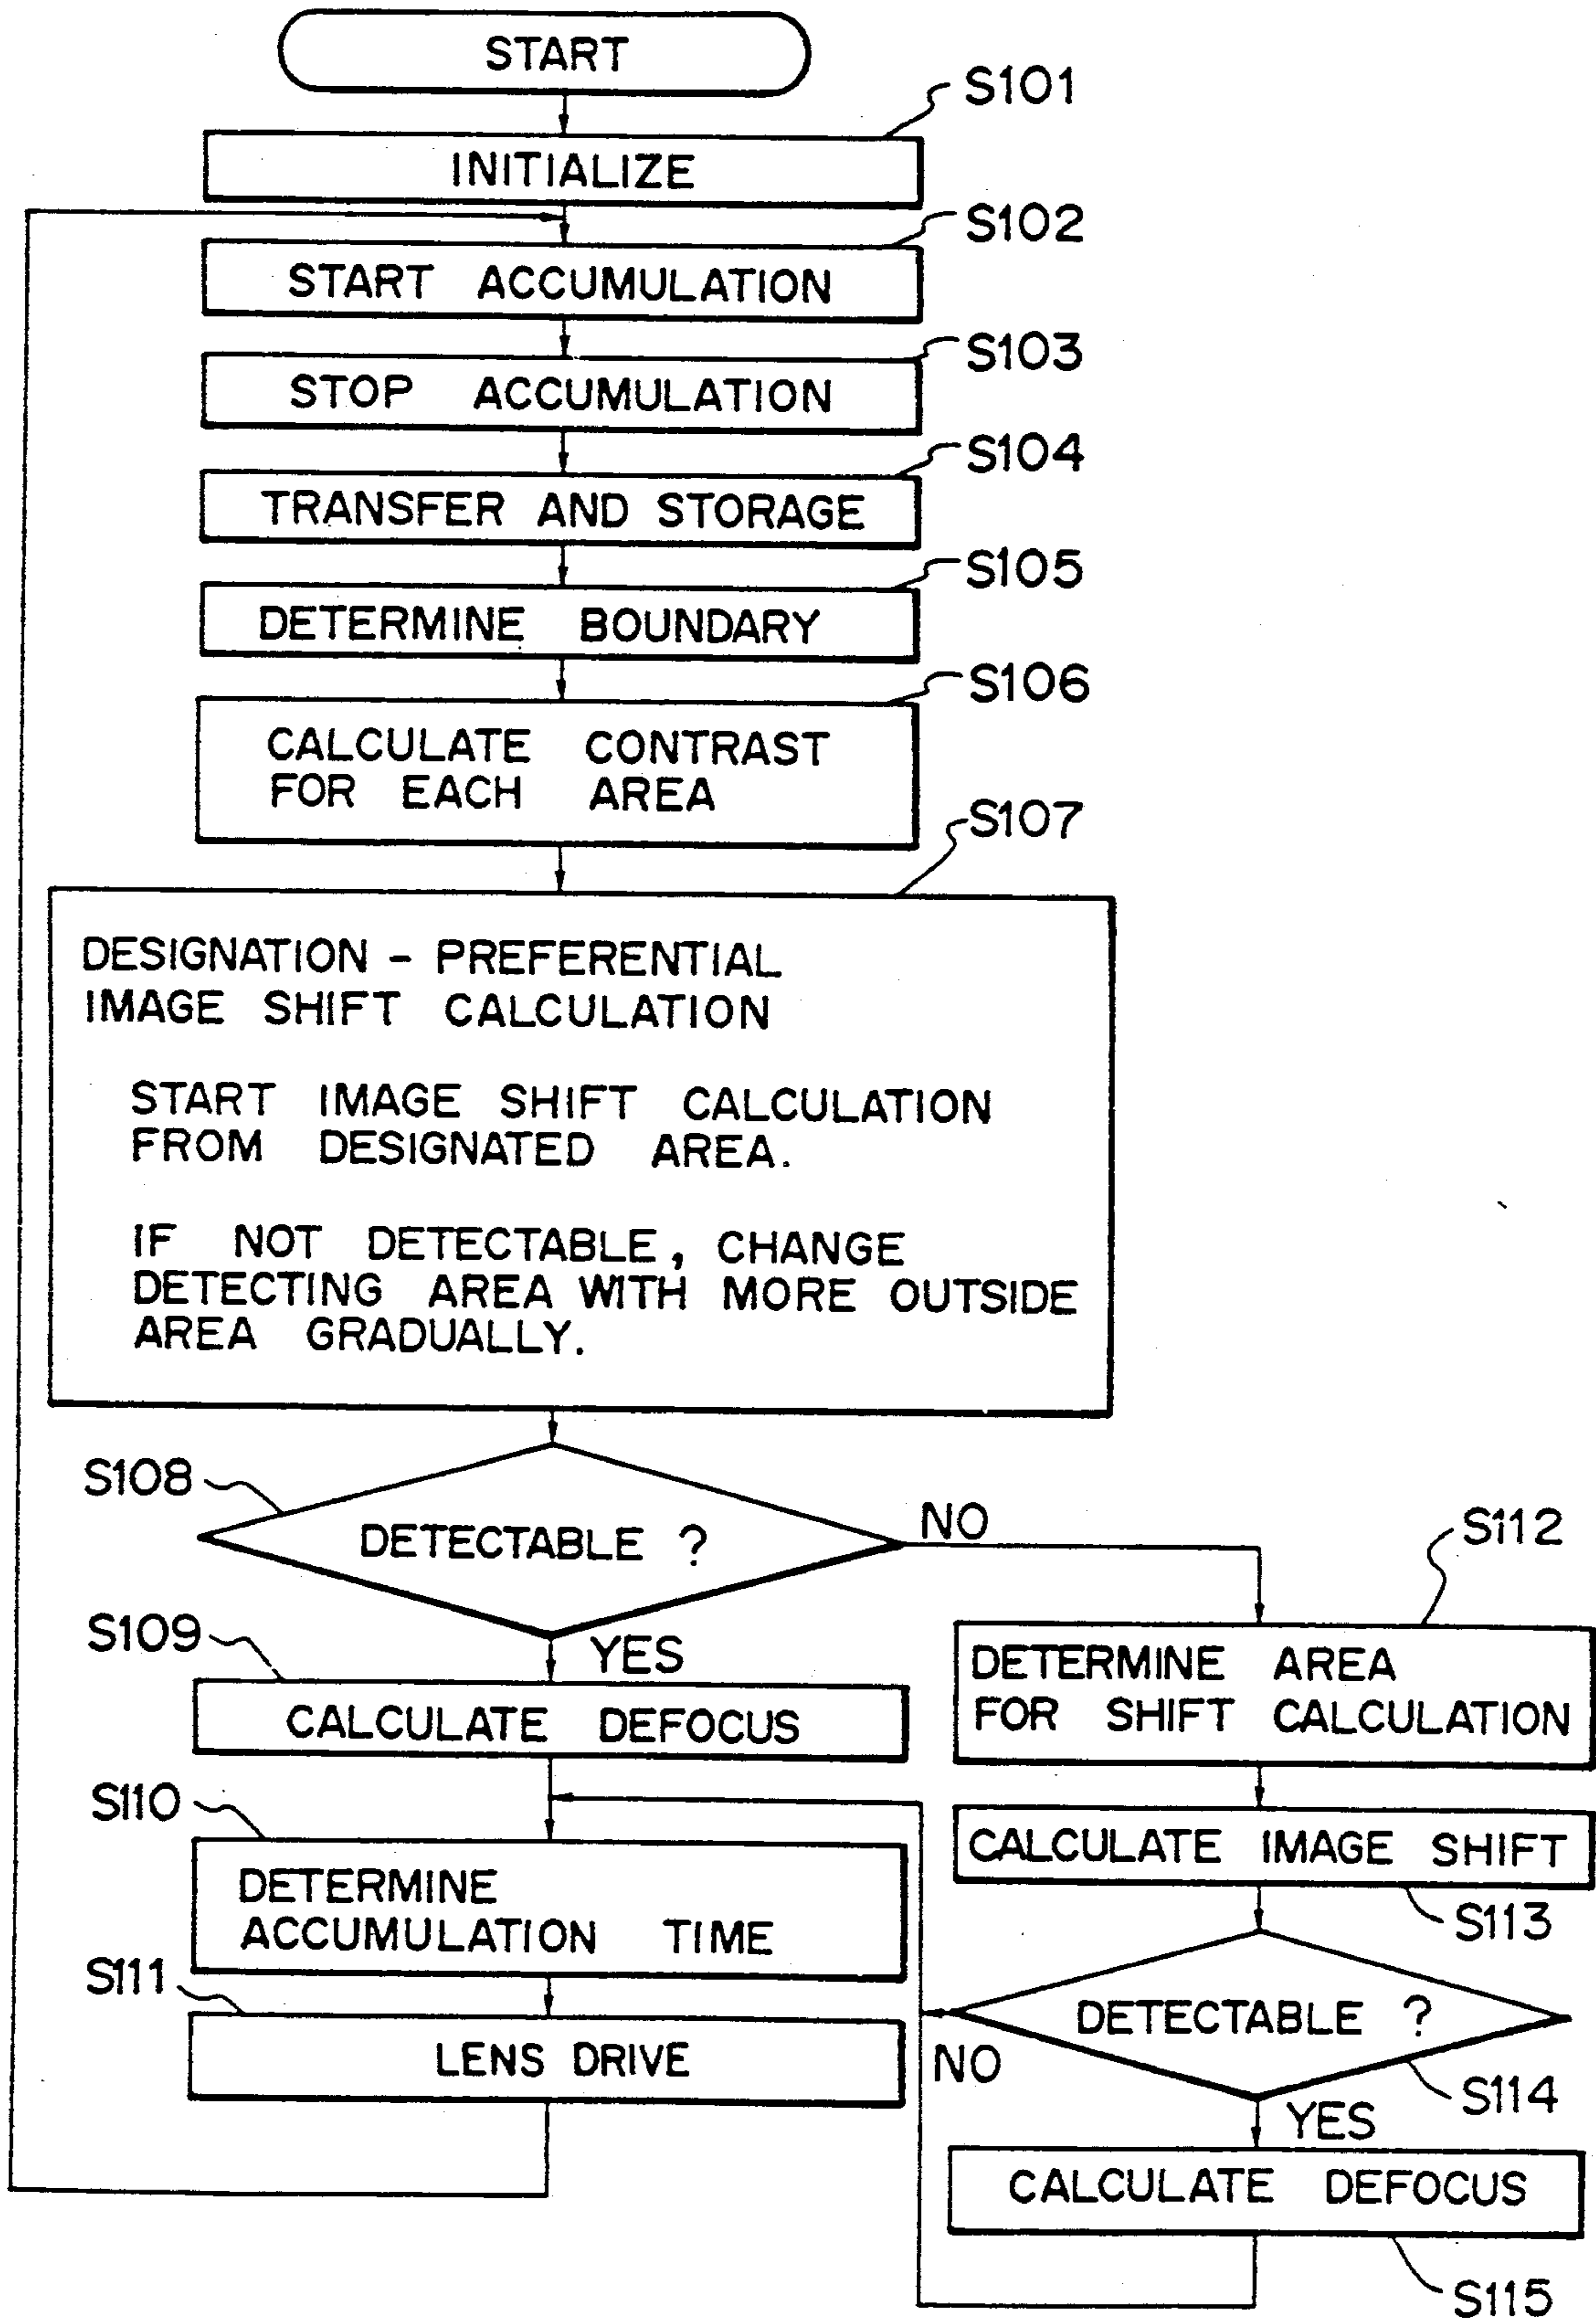 START
S101
INITIALIZE
S102
START ACCUMULATION
S103
STOP ACCUMULATION
S104
TRANSFER AND STORAGE
S105
DETERMINE BOUNDARY
S106
CALCULATE CONTRAST
FOR EACH AREA
S107
DESIGNATION - PREFERENTIAL
IMAGE SHIFT CALCULATION
START IMAGE SHIFT CALCULATION
FROM DESIGNATED AREA.
IF NOT DETECTABLE, CHANGE
DETECTING AREA WITH MORE OUTSIDE
AREA GRADUALLY.
S108
DETECTABLE ?
NO
YES
S109
CALCULATE DEFOCUS
S110
DETERMINE
ACCUMULATION TIME
S111
LENS DRIVE
S112
DETERMINE AREA
FOR SHIFT CALCULATION
CALCULATE IMAGE SHIFT
S113
DETECTABLE ?
NO
S114
YES
CALCULATE DEFOCUS
S115